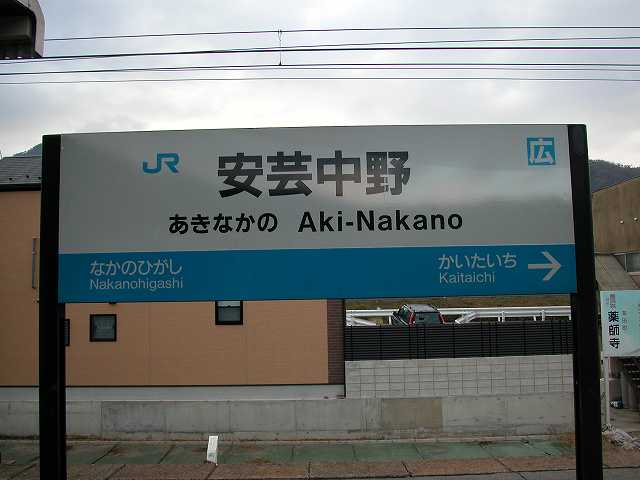 JR 安芸中野 広
あきなかの Aki-Nakano
なかのひがし かいたいち
Nakanohigashi Kaitaichi
薬師寺